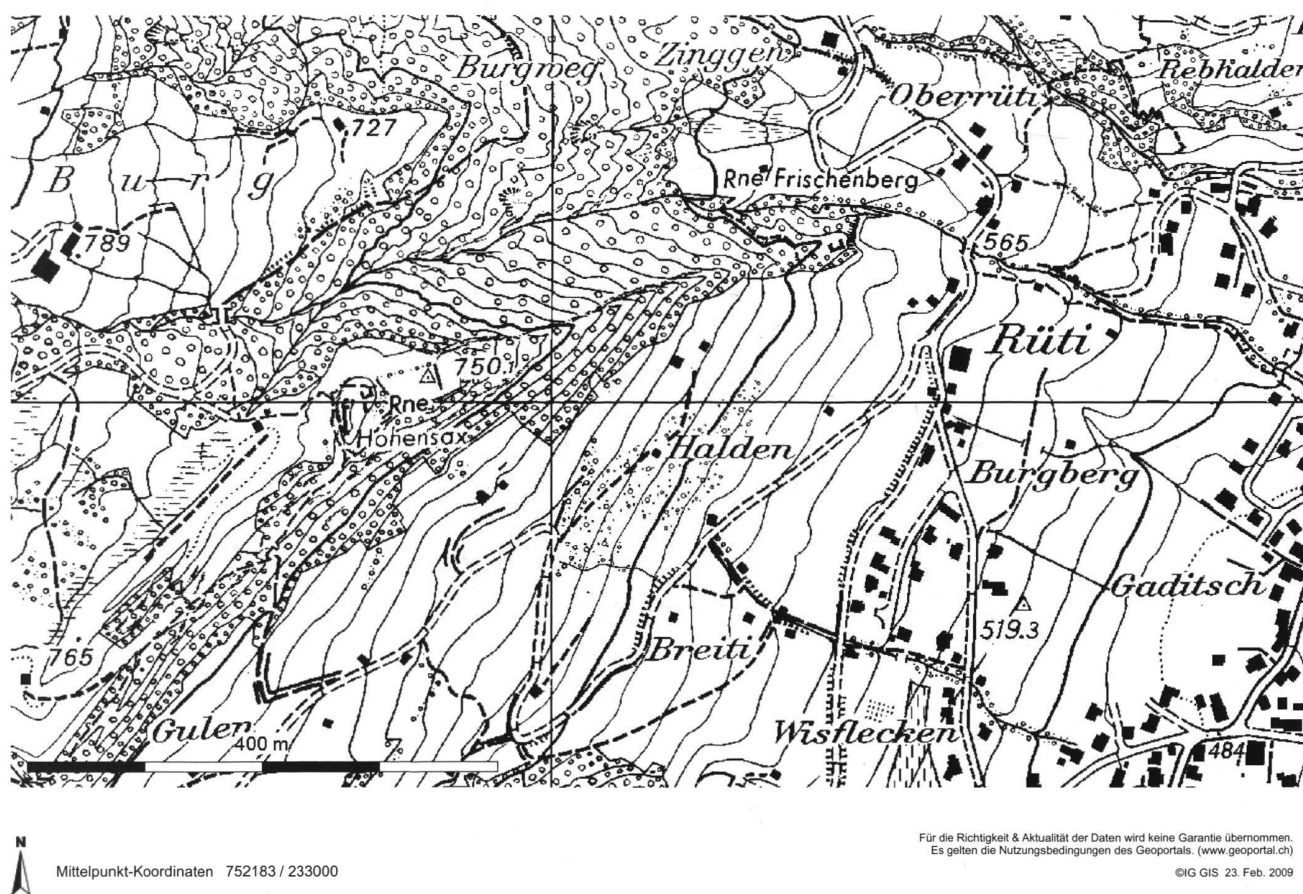 Burgweg
Zinggen
Rebhalden
Oberrüti
727
Burg
Rne Frischenberg
789
565
Rüti
750.1
Rne
Hohensax
Halden
Burgberg
Gaditsch
519.3
765
Breiti
Gulen
Wisflecken
400 m
484
N
Mittelpunkt-Koordinaten 752183 / 233000
Für die Richtigkeit & Aktualität der Daten wird keine Garantie übernommen.
Es gelten die Nutzungsbedingungen des Geoportals. (www.geoportal.ch)
©IG GIS 23. Feb. 2009